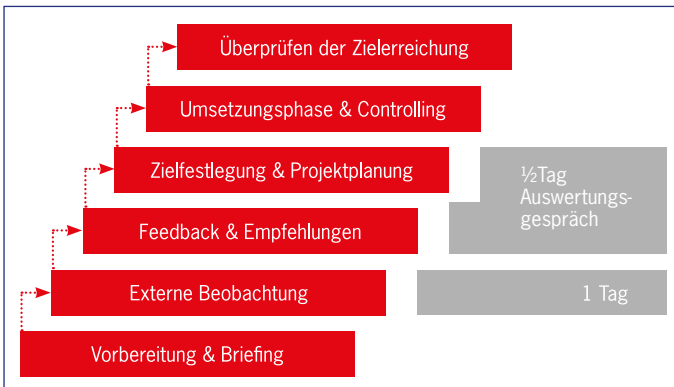 Überprüfen der Zielerreichung
Umsetzungsphase & Controlling
Zielfestlegung & Projektplanung
½Tag
Auswertungs-
gespräch
Feedback & Empfehlungen
Externe Beobachtung
1 Tag
Vorbereitung & Briefing